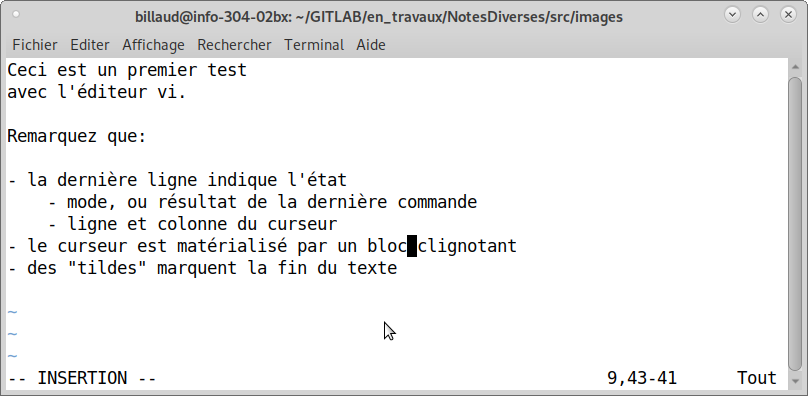 billaud@info-304-02bx: ~/GITLAB/en_travaux/NotesDiverses/src/images
Fichier Editer Affichage Rechercher Terminal Aide
Ceci est un premier test
avec l'éditeur vi.

Remarquez que:

- la dernière ligne indique l'état
    - mode, ou résultat de la dernière commande
    - ligne et colonne du curseur
- le curseur est matérialisé par un bloc clignotant
- des "tildes" marquent la fin du texte

~
~
~
-- INSERTION -- 9,43-41 Tout